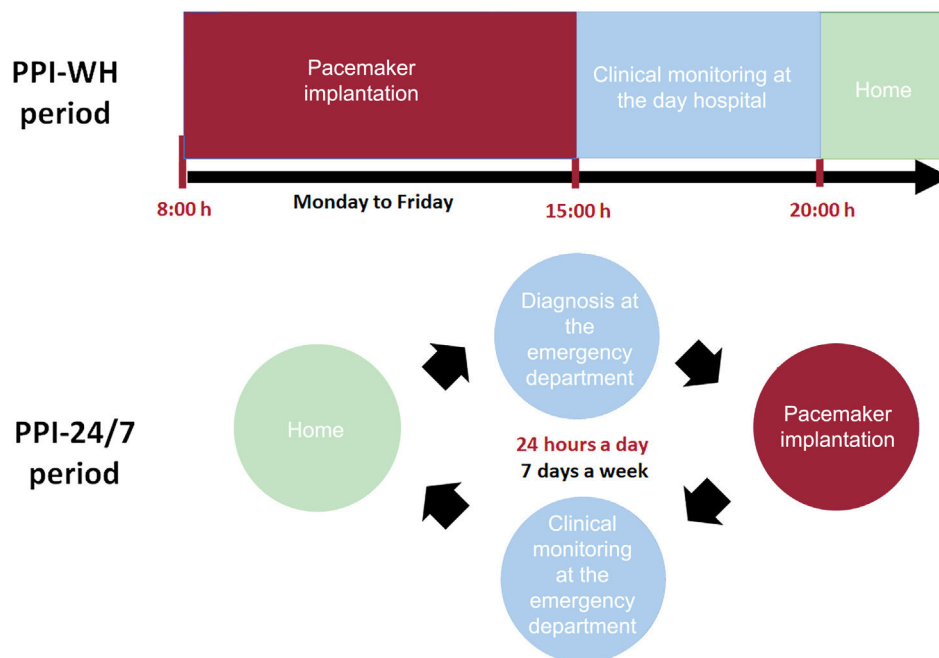 PPI-WH
period
Pacemaker
implantation
Clinical monitoring at
the day hospital
Home
8:00 h
Monday to Friday
15:00 h
20:00 h
PPI-24/7
period
Home
Diagnosis at
the
emergency
department
Pacemaker
implantation
24 hours a day
7 days a week
Clinical
monitoring
at the
emergency
department